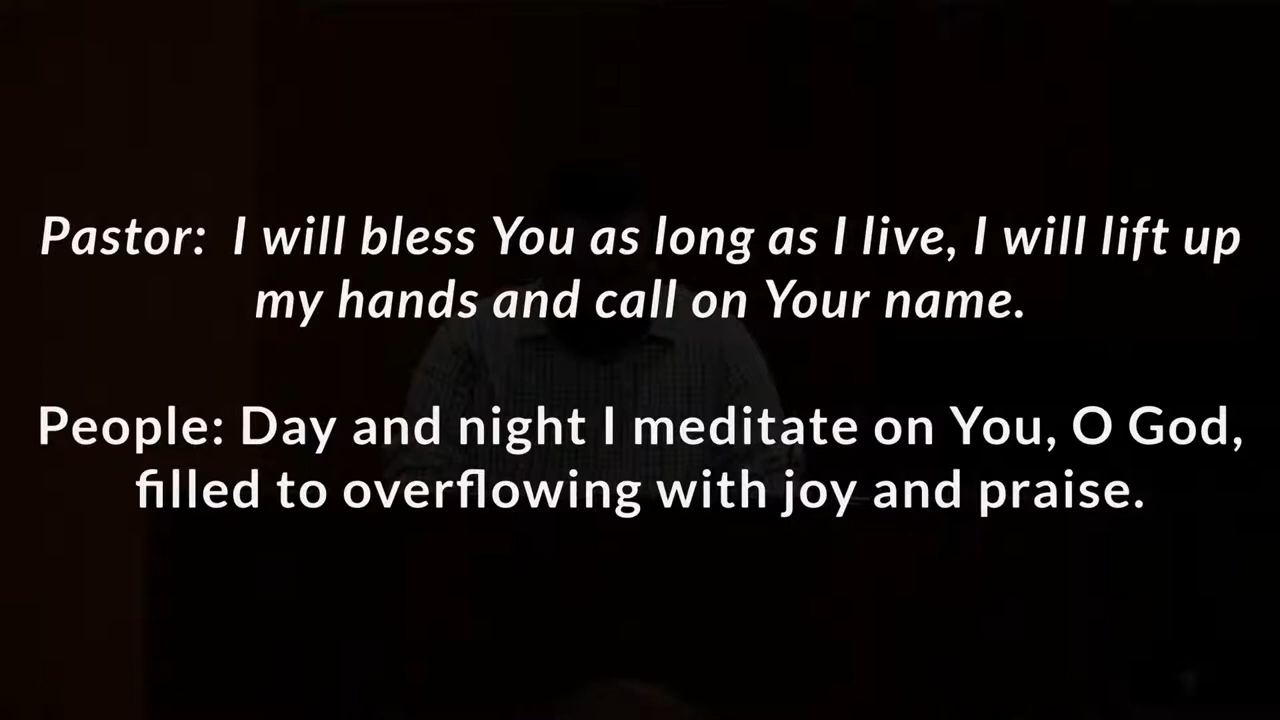 Pastor:  I will bless You as long as I live, I will lift up
my hands and call on Your name.
People: Day and night I meditate on You, O God,
filled to overflowing with joy and praise.